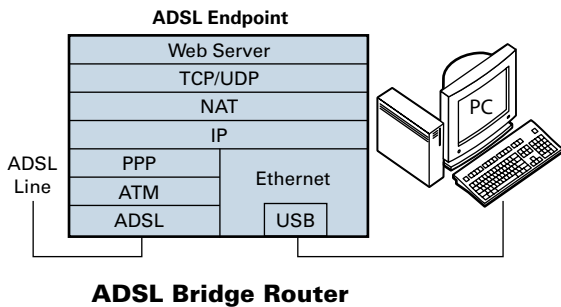 ADSL Endpoint
Web Server
TCP/UDP
NAT
IP
PPP
ATM
ADSL
Ethernet
USB
ADSL
Line
PC
ADSL Bridge Router